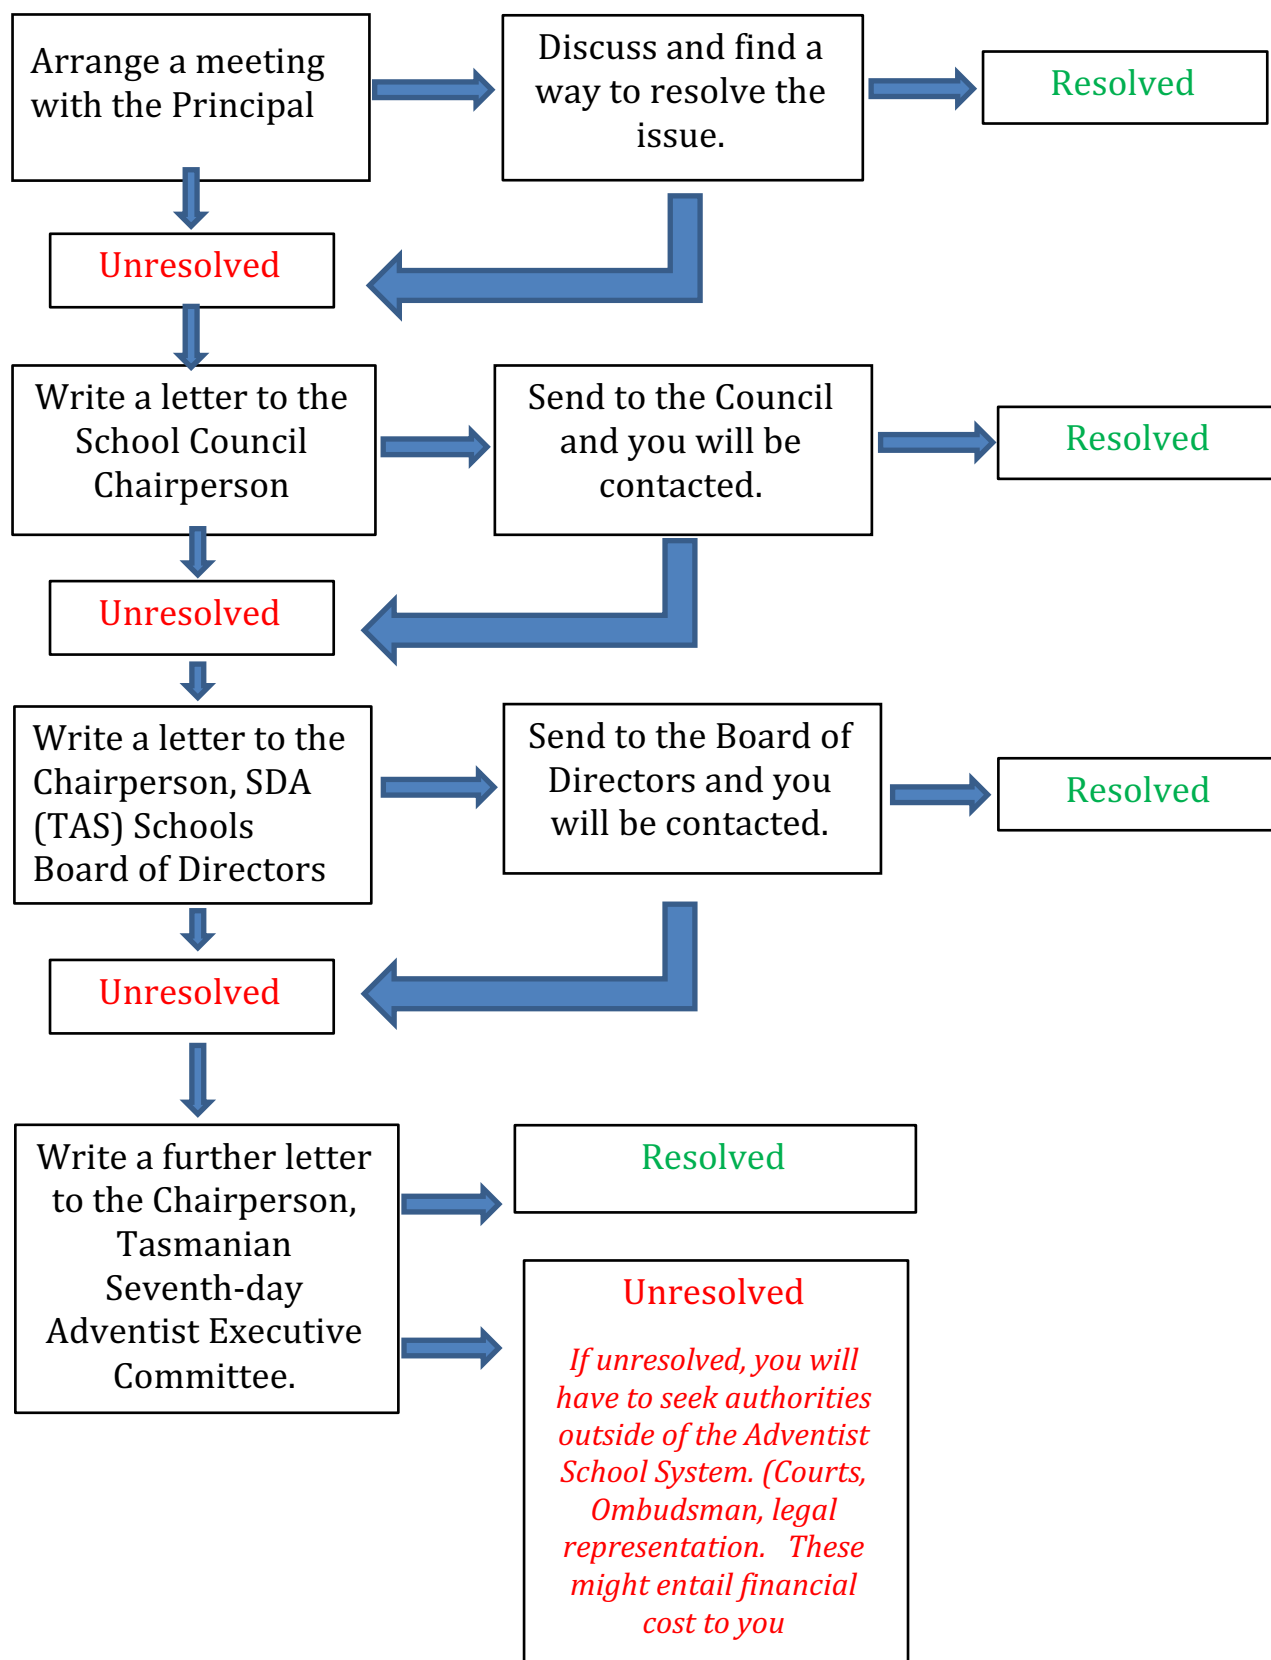 Arrange a meeting
with the Principal
Discuss and find a
way to resolve the
issue.
Resolved
Unresolved
Write a letter to the
School Council
Chairperson
Send to the Council
and you will be
contacted.
Resolved
Unresolved
Write a letter to the
Chairperson, SDA
(TAS) Schools
Board of Directors
Send to the Board of
Directors and you
will be contacted.
Resolved
Unresolved
Write a further letter
to the Chairperson,
Tasmanian
Seventh-day
Adventist Executive
Committee.
Resolved
Unresolved
If unresolved, you will
have to seek authorities
outside of the Adventist
School System. (Courts,
Ombudsman, legal
representation.   These
might entail financial
cost to you